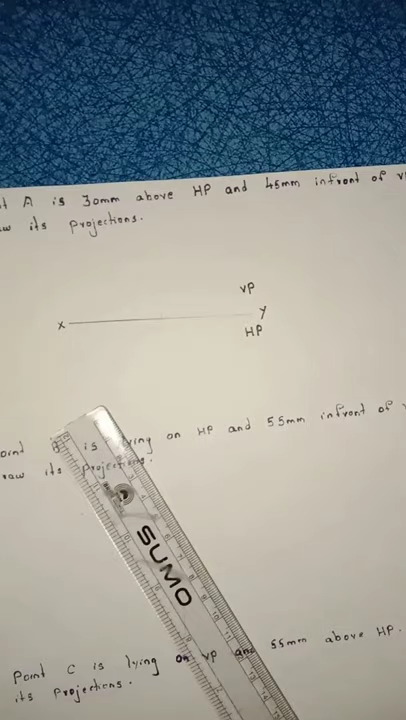 A is 30mm above HP and 45mm infront of
its projections.
VP
X Y
HP
B is lying on HP and 55mm infront of
its projections.
SUMO
Point C is lying on VP and 55mm above HP.
its projections.